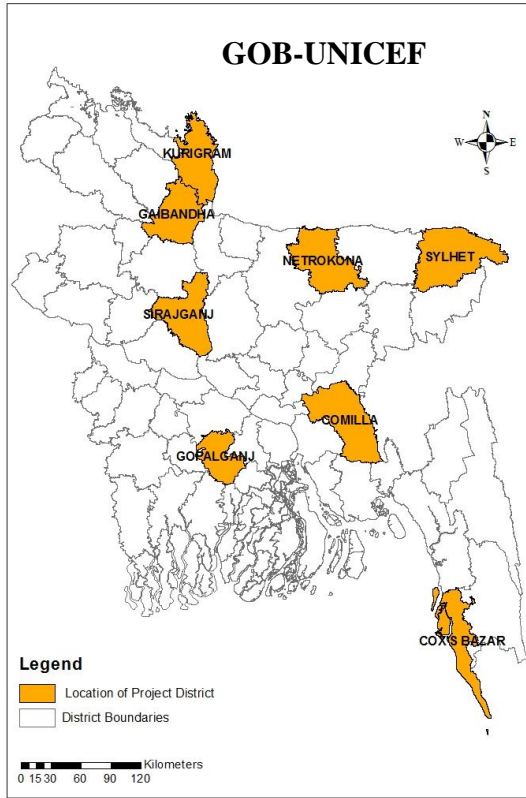 GOB-UNICEF
N
W E
S
KURIGRAM
GAIBANDHA
NETROKONA
SYLHET
SIRAJGANJ
COMILLA
GOPALGANJ
COX'S BAZAR
Legend
Location of Project District
District Boundaries
Kilometers
0 15 30 60 90 120